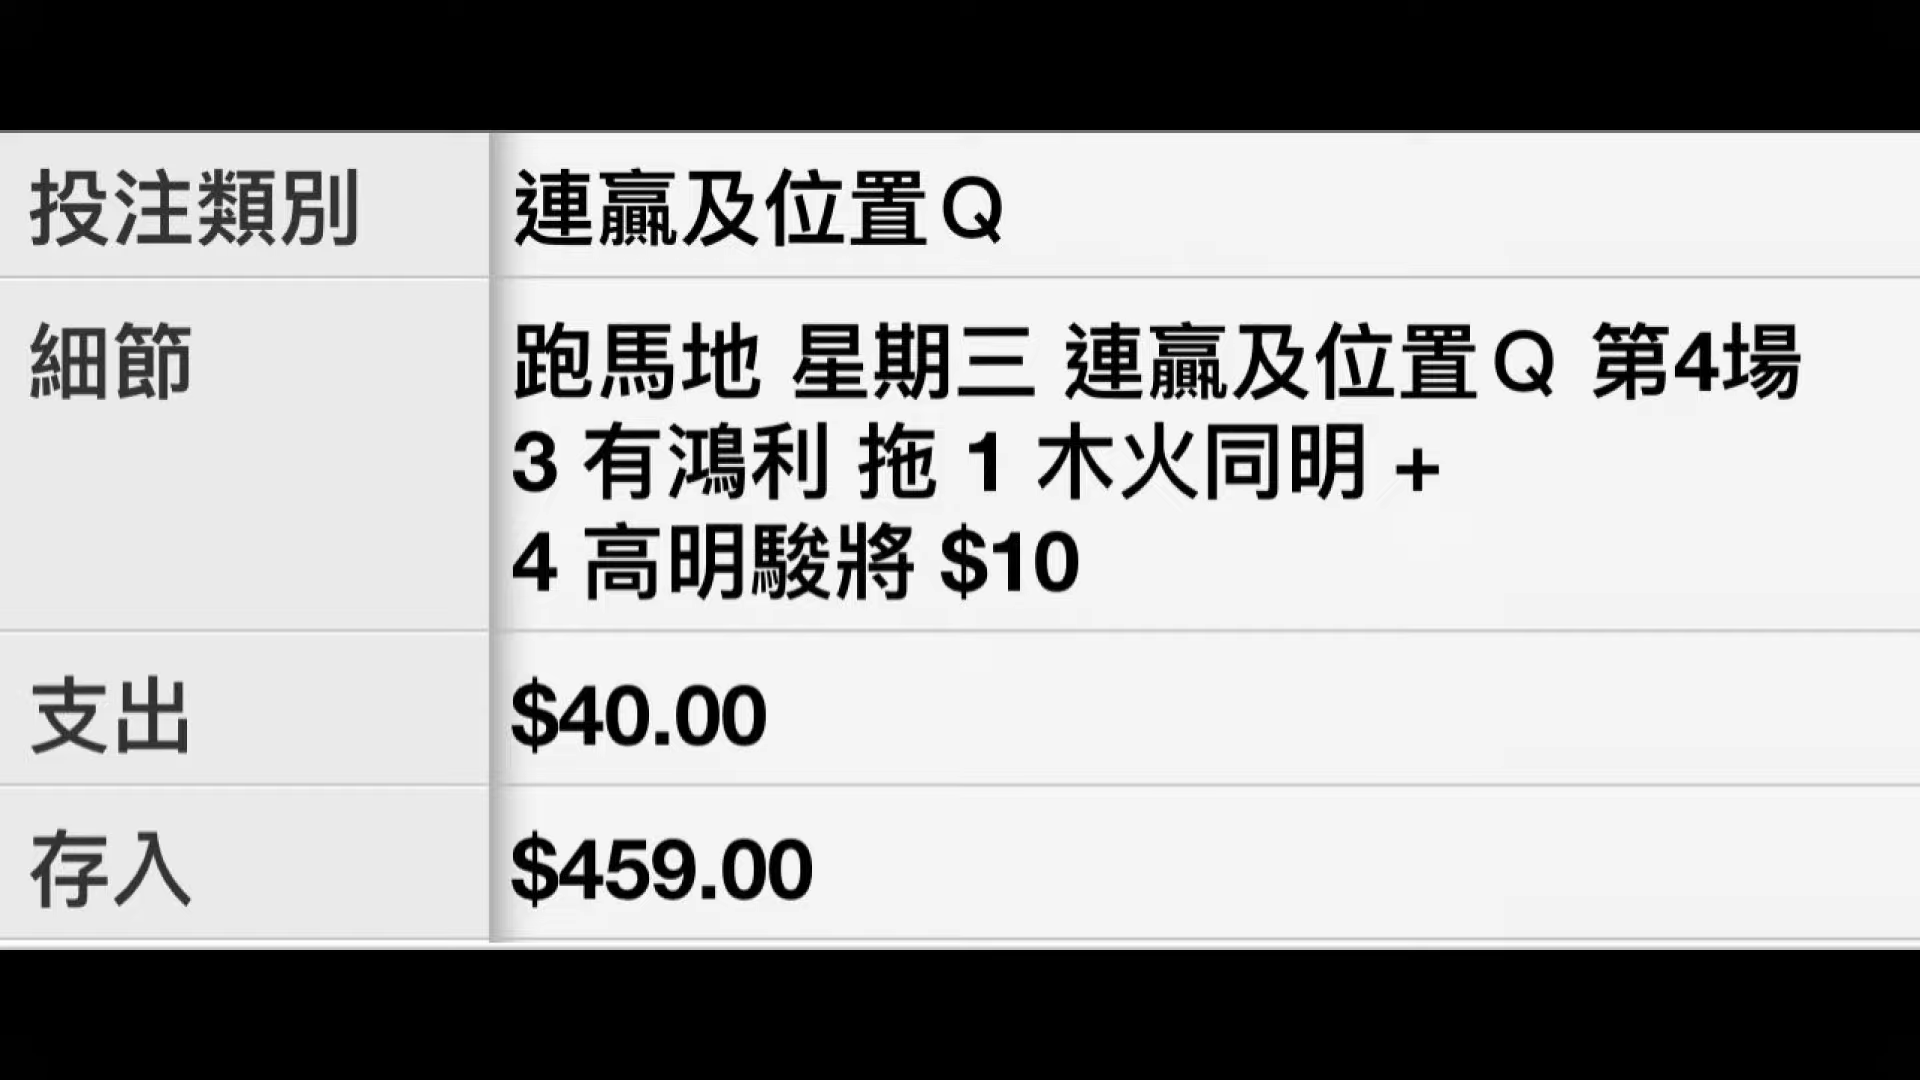 投注類別 連贏及位置Q
細節 跑馬地 星期三 連贏及位置Q 第4場
3 有鴻利 拖 1 木火同明 +
4 高明駿將 $10
支出 $40.00
存入 $459.00